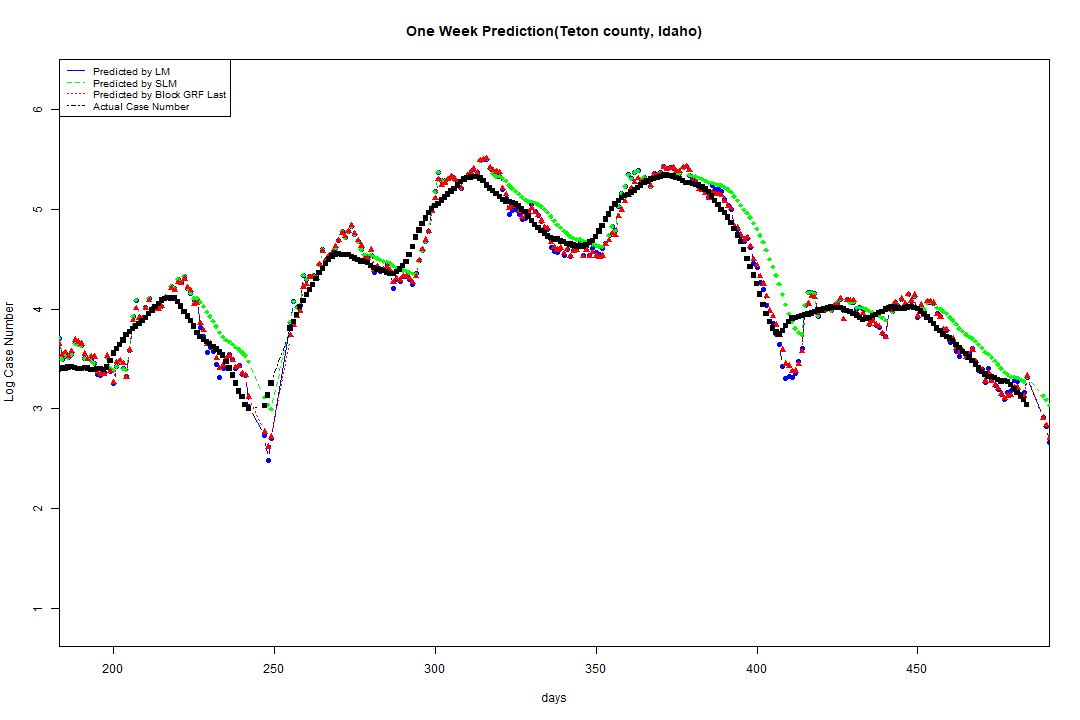 One Week Prediction(Teton county, Idaho)
Predicted by LM
Predicted by SLM
Predicted by Block GRF Last
Actual Case Number
6
5
4
3
2
1
Log Case Number
200 250 300 350 400 450
days